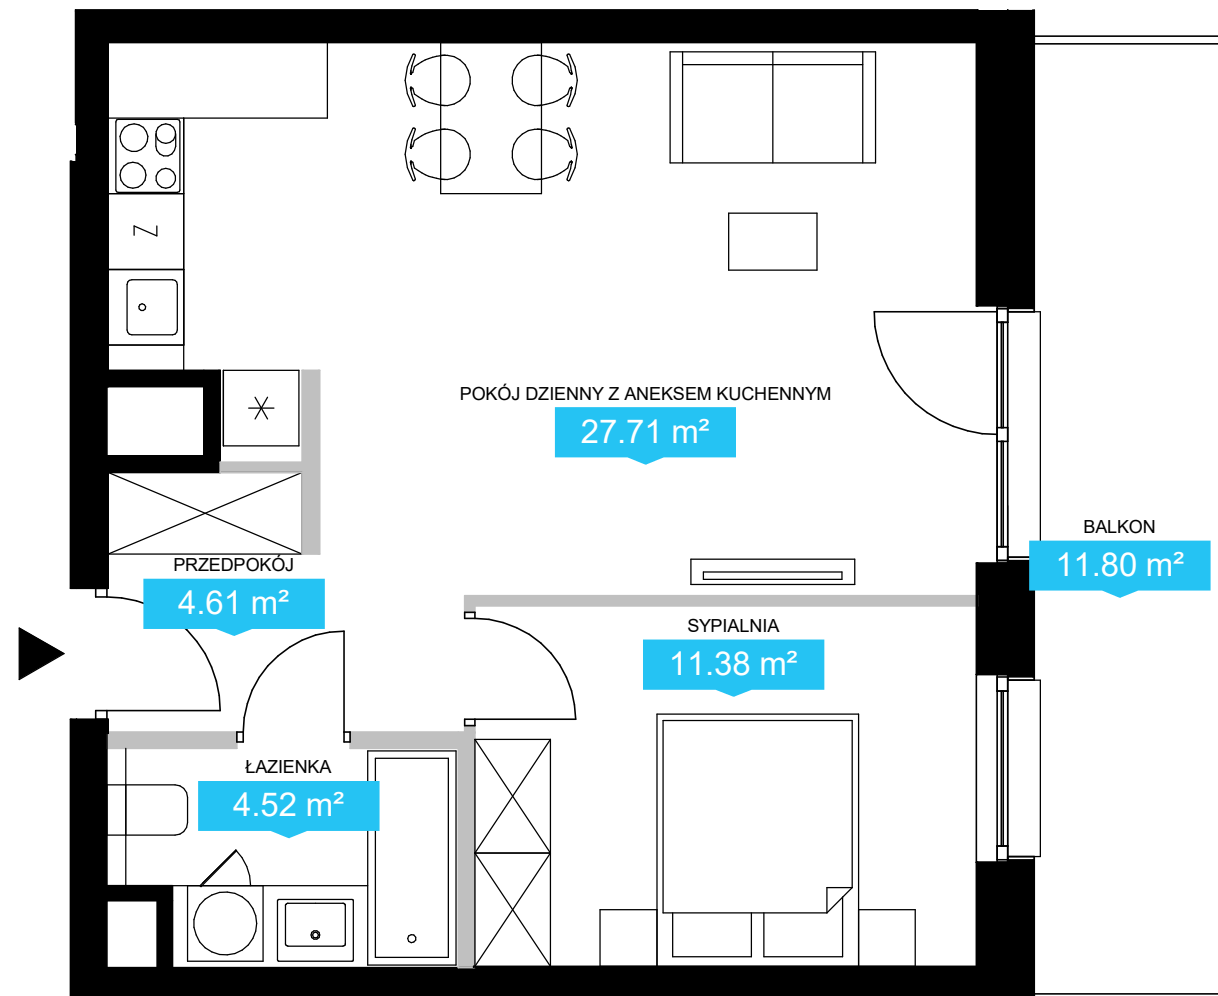 POKÓJ DZIENNY Z ANEKSEM KUCHENNYM
27.71 m²
BALKON
11.80 m²
PRZEDPOKÓJ
4.61 m²
SYPIALNIA
11.38 m²
ŁAZIENKA
4.52 m²
Z